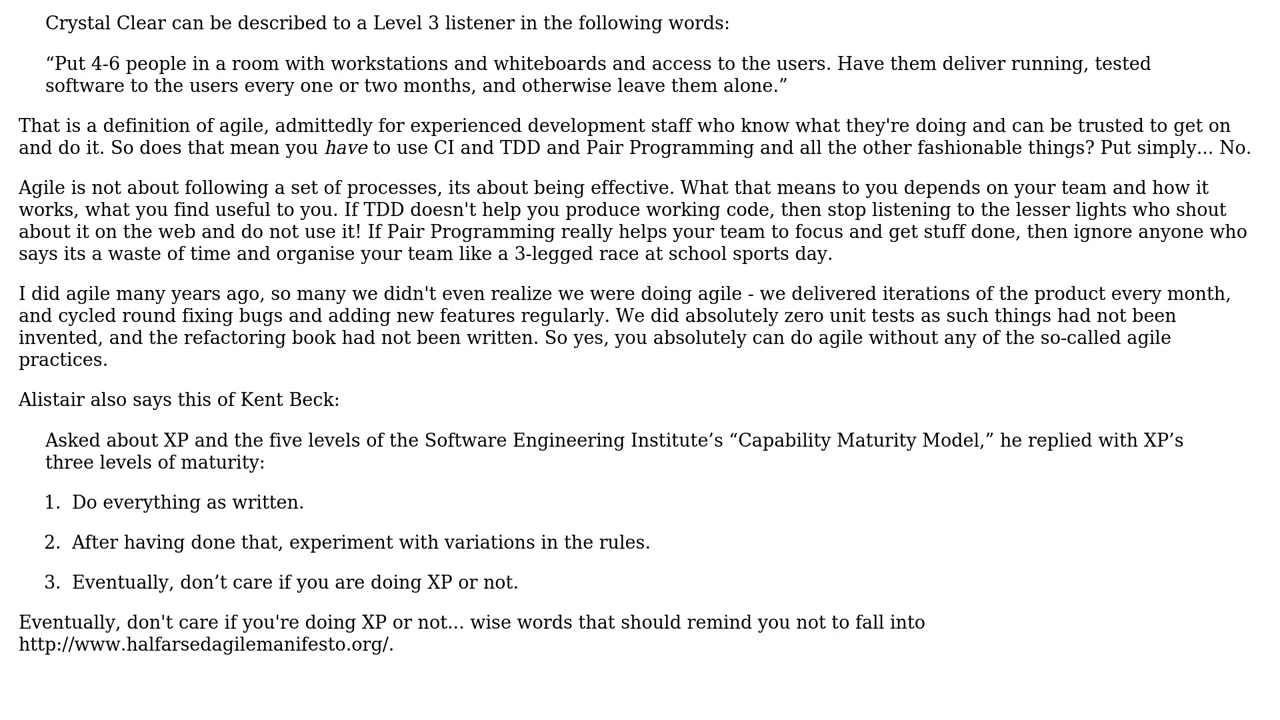 Crystal Clear can be described to a Level 3 listener in the following words:
“Put 4-6 people in a room with workstations and whiteboards and access to the users. Have them deliver running, tested
software to the users every one or two months, and otherwise leave them alone.”
That is a definition of agile, admittedly for experienced development staff who know what they're doing and can be trusted to get on
and do it. So does that mean you have to use CI and TDD and Pair Programming and all the other fashionable things? Put simply... No.
Agile is not about following a set of processes, its about being effective. What that means to you depends on your team and how it
works, what you find useful to you. If TDD doesn't help you produce working code, then stop listening to the lesser lights who shout
about it on the web and do not use it! If Pair Programming really helps your team to focus and get stuff done, then ignore anyone who
says its a waste of time and organise your team like a 3-legged race at school sports day.
I did agile many years ago, so many we didn't even realize we were doing agile - we delivered iterations of the product every month,
and cycled round fixing bugs and adding new features regularly. We did absolutely zero unit tests as such things had not been
invented, and the refactoring book had not been written. So yes, you absolutely can do agile without any of the so-called agile
practices.
Alistair also says this of Kent Beck:
Asked about XP and the five levels of the Software Engineering Institute’s “Capability Maturity Model,” he replied with XP’s
three levels of maturity:
1. Do everything as written.
2. After having done that, experiment with variations in the rules.
3. Eventually, don’t care if you are doing XP or not.
Eventually, don't care if you're doing XP or not... wise words that should remind you not to fall into
http://www.halfarsedagilemanifesto.org/.